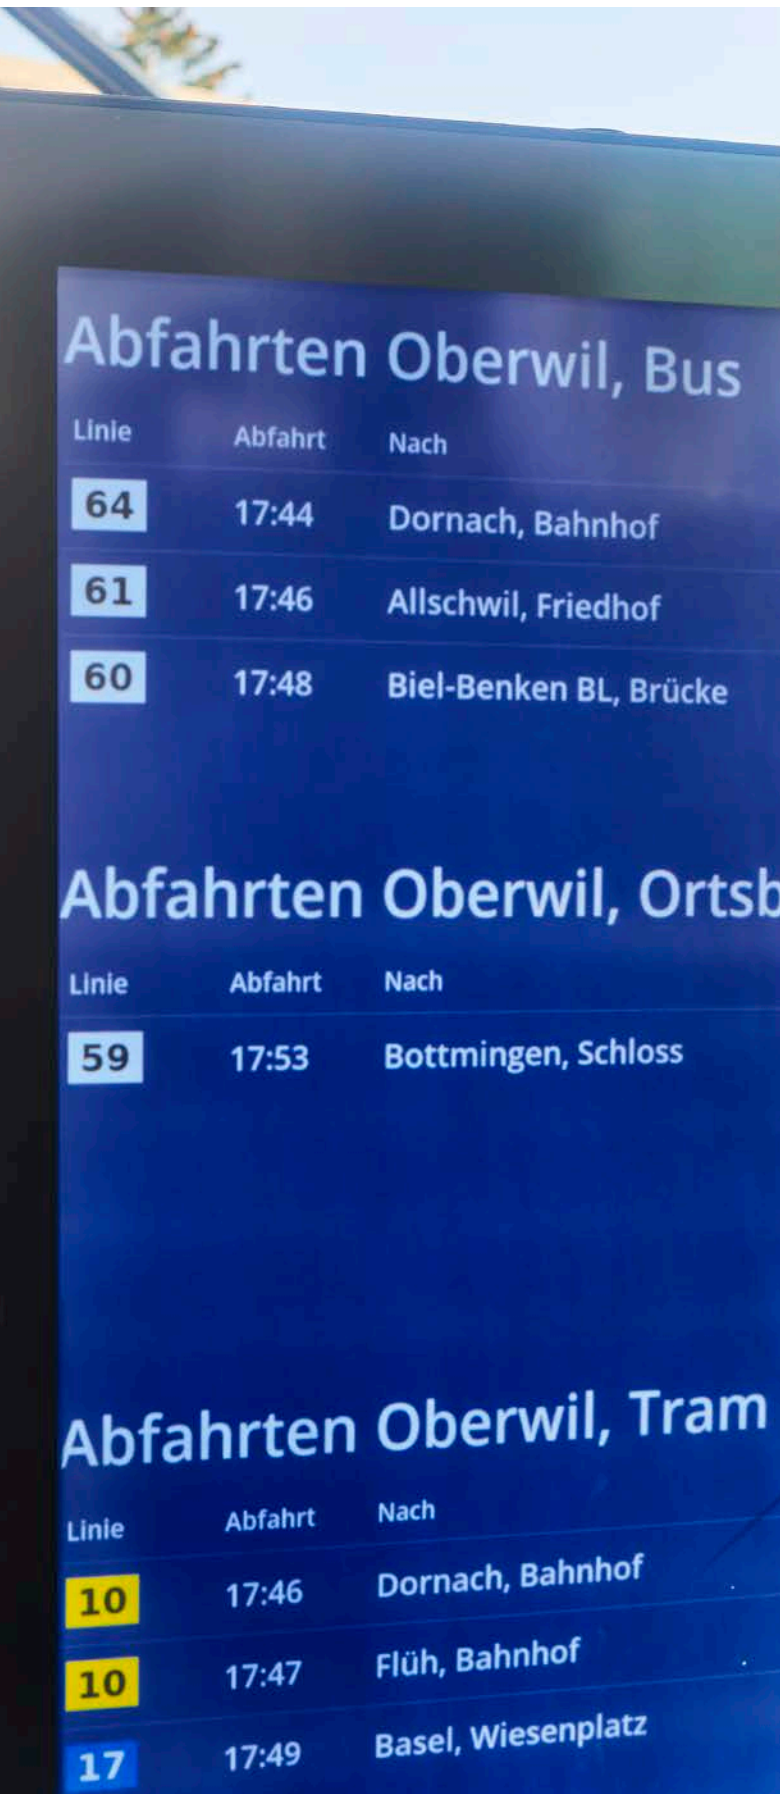 Abfahrten Oberwil, Bus
Linie Abfahrt Nach
64 17:44 Dornach, Bahnhof
61 17:46 Allschwil, Friedhof
60 17:48 Biel-Benken BL, Brücke
Abfahrten Oberwil,
Linie Abfahrt Nach
59 17:53 Bottmingen, Schloss
Abfahrten Oberwil, Tram
Linie Abfahrt Nach
10 17:46 Dornach, Bahnhof
10 17:47 Flüh, Bahnhof
17 17:49 Basel, Wiesenplatz